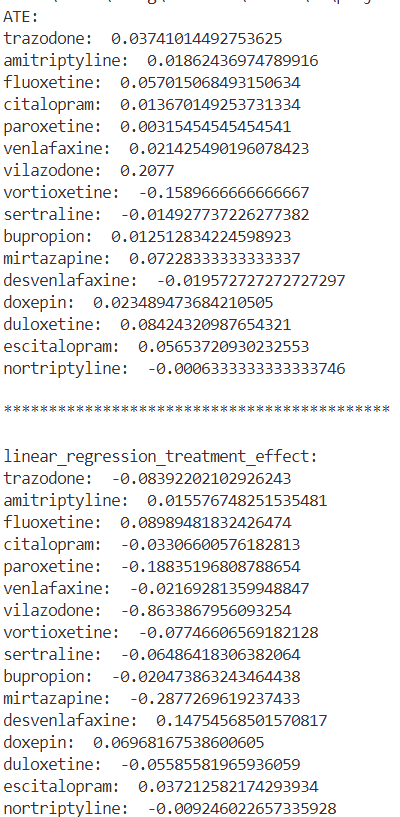 ATE:
trazodone:  0.03741014492753625
amitriptyline:  0.01862436974789916
fluoxetine:  0.057015068493150634
citalopram:  0.013670149253731334
paroxetine:  0.00315454545454541
venlafaxine:  0.021425490196078423
vilazodone:  0.2077
vortioxetine:  -0.1589666666666667
sertraline:  -0.014927737226277382
bupropion:  0.012512834224598923
mirtazapine:  0.07228333333333337
desvenlafaxine:  -0.019572727272727297
doxepin:  0.023489473684210505
duloxetine:  0.08424320987654321
escitalopram:  0.05653720930232553
nortriptyline:  -0.0006333333333333746
*******************************************
linear_regression_treatment_effect:
trazodone:  -0.08392202102926243
amitriptyline:  0.015576748251535481
fluoxetine:  0.08989481832426474
citalopram:  -0.03306600576182813
paroxetine:  -0.18835196808788654
venlafaxine:  -0.02169281359948847
vilazodone:  -0.8633867956093254
vortioxetine:  -0.07746606569182128
sertraline:  -0.06486418306382064
bupropion:  -0.020473863243464438
mirtazapine:  -0.2877269619237433
desvenlafaxine:  0.14754568501570817
doxepin:  0.06968167538600605
duloxetine:  -0.05585581965936059
escitalopram:  0.037212582174293934
nortriptyline:  -0.009246022657335928